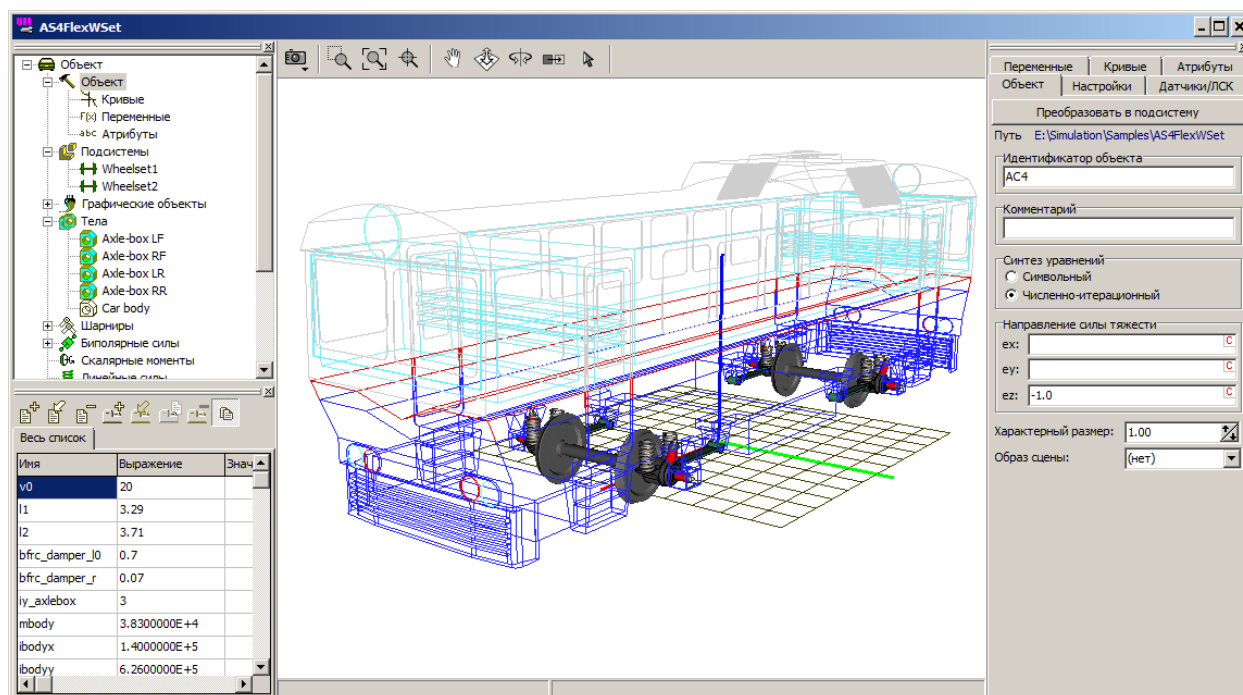 UM
AS4FlexWSet
Объект
Объект
Кривые
F(x) Переменные
abc Атрибуты
Подсистемы
Wheelset1
Wheelset2
Графические объекты
Тела
Axle-box LF
Axle-box RF
Axle-box LR
Axle-box RR
Car body
Шарниры
Биполярные силы
Скалярные моменты
Линейные силы
Весь список
Имя Выражение Знач
v0 20
l1 3.29
l2 3.71
bfrc_damper_l0 0.7
bfrc_damper_r 0.07
iy_axlebox 3
mbody 3.8300000E+4
ibodyx 1.4000000E+5
ibodyy 6.2600000E+5
Переменные Кривые Атрибуты
Объект Настройки Датчики/ЛСК
Преобразовать в подсистему
Путь E:\Simulation\Samples\AS4FlexWSet
Идентификатор объекта
AC4
Комментарий
Синтез уравнений
Символьный
Численно-итерационный
Направление силы тяжести
ex: C
ey: C
ez: -1.0 C
Характерный размер: 1.00
Образ сцены: (нет)